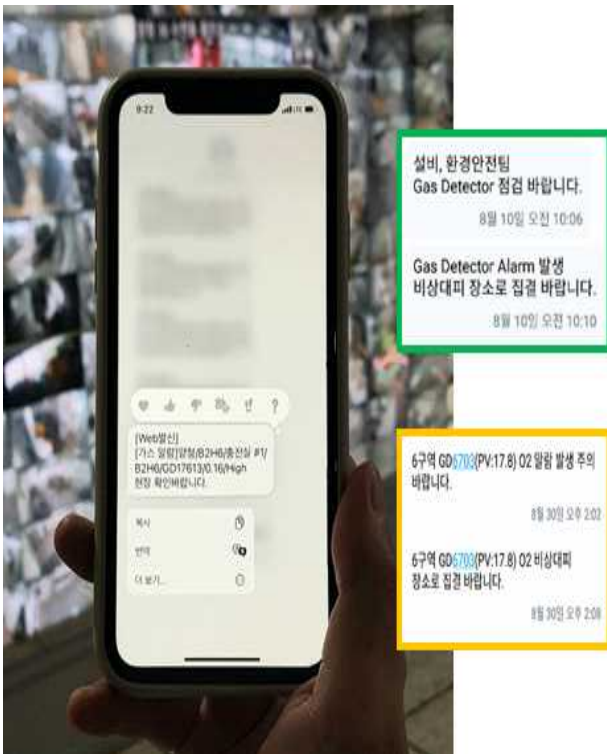 9:22
LTE
[Web발신]
[가스 알람]양청/B2H6/충전실 #1/
B2H6/GD17613/0.16/High
현장 확인바랍니다.
복사
번역
더 보기...
설비, 환경안전팀
Gas Detector 점검 바랍니다.
8월 10일 오전 10:06
Gas Detector Alarm 발생
비상대피 장소로 집결 바랍니다.
8월 10일 오전 10:10
6구역 GD6703(PV:17.8) O2 알람 발생 주의
바랍니다.
8월 30일 오후 2:02
6구역 GD6703(PV:17.8) O2 비상대피
장소로 집결 바랍니다.
8월 30일 오후 2:08